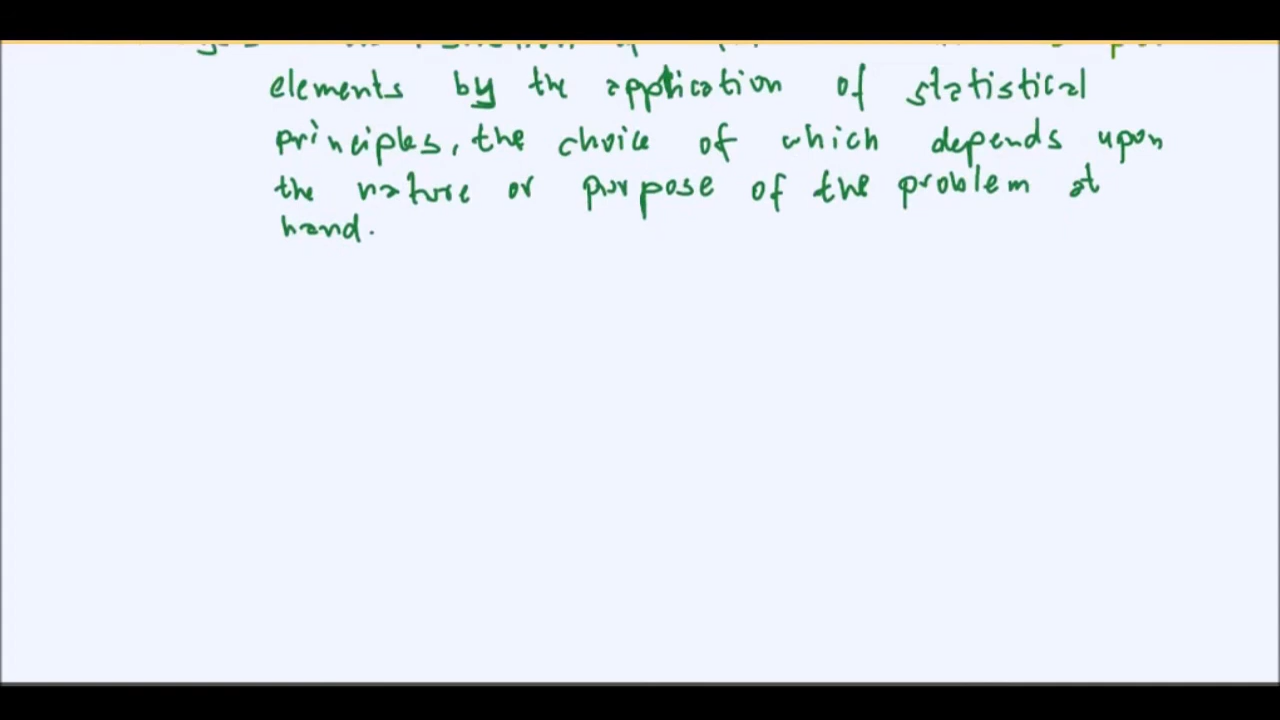 elements by the application of statistical
principles, the choice of which depends upon
the nature or purpose of the problem at
hand.